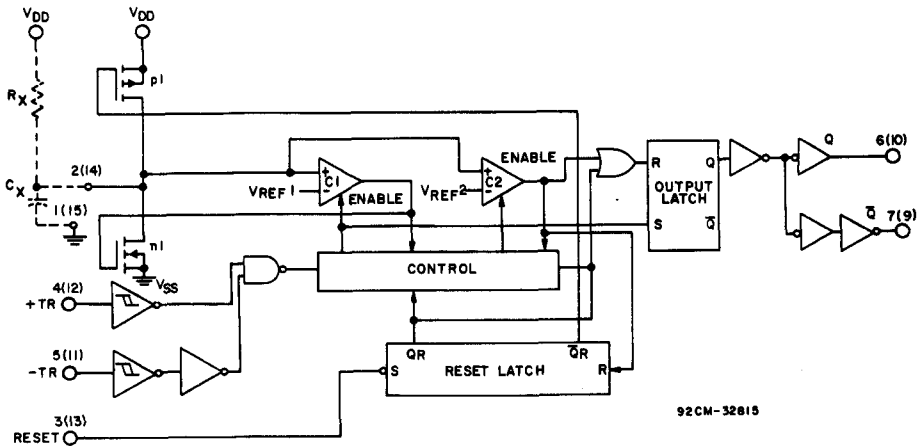 VDD
VDD
RX
p1
CX
2(14)
1(15)
n1
VSS
+
C1
-
VREF1
ENABLE
+
C2
-
VREF2
ENABLE
R
Q
OUTPUT
LATCH
S
Q̅
Q
6(10)
Q̅
7(9)
CONTROL
4(12)
+TR
5(11)
-TR
QR
Q̅R
S
RESET LATCH
R
3(13)
RESET
92CM-32815